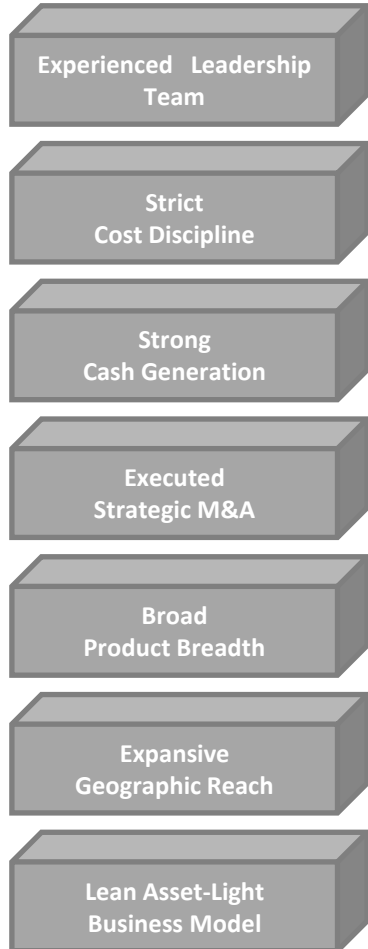 Experienced Leadership
Team
Strict
Cost Discipline
Strong
Cash Generation
Executed
Strategic M&A
Broad
Product Breadth
Expansive
Geographic Reach
Lean Asset-Light
Business Model